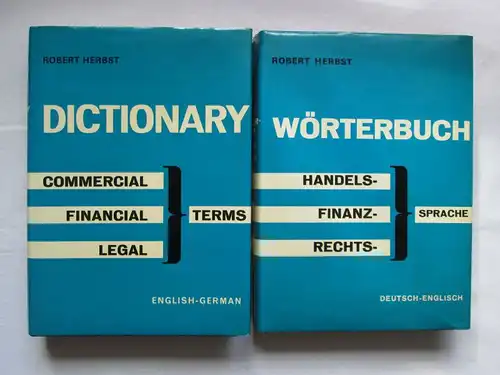 ROBERT HERBST
DICTIONARY
COMMERCIAL
FINANCIAL
LEGAL
TERMS
ENGLISH-GERMAN
ROBERT HERBST
WÖRTERBUCH
HANDELS-
FINANZ-
RECHTS-
SPRACHE
DEUTSCH-ENGLISCH